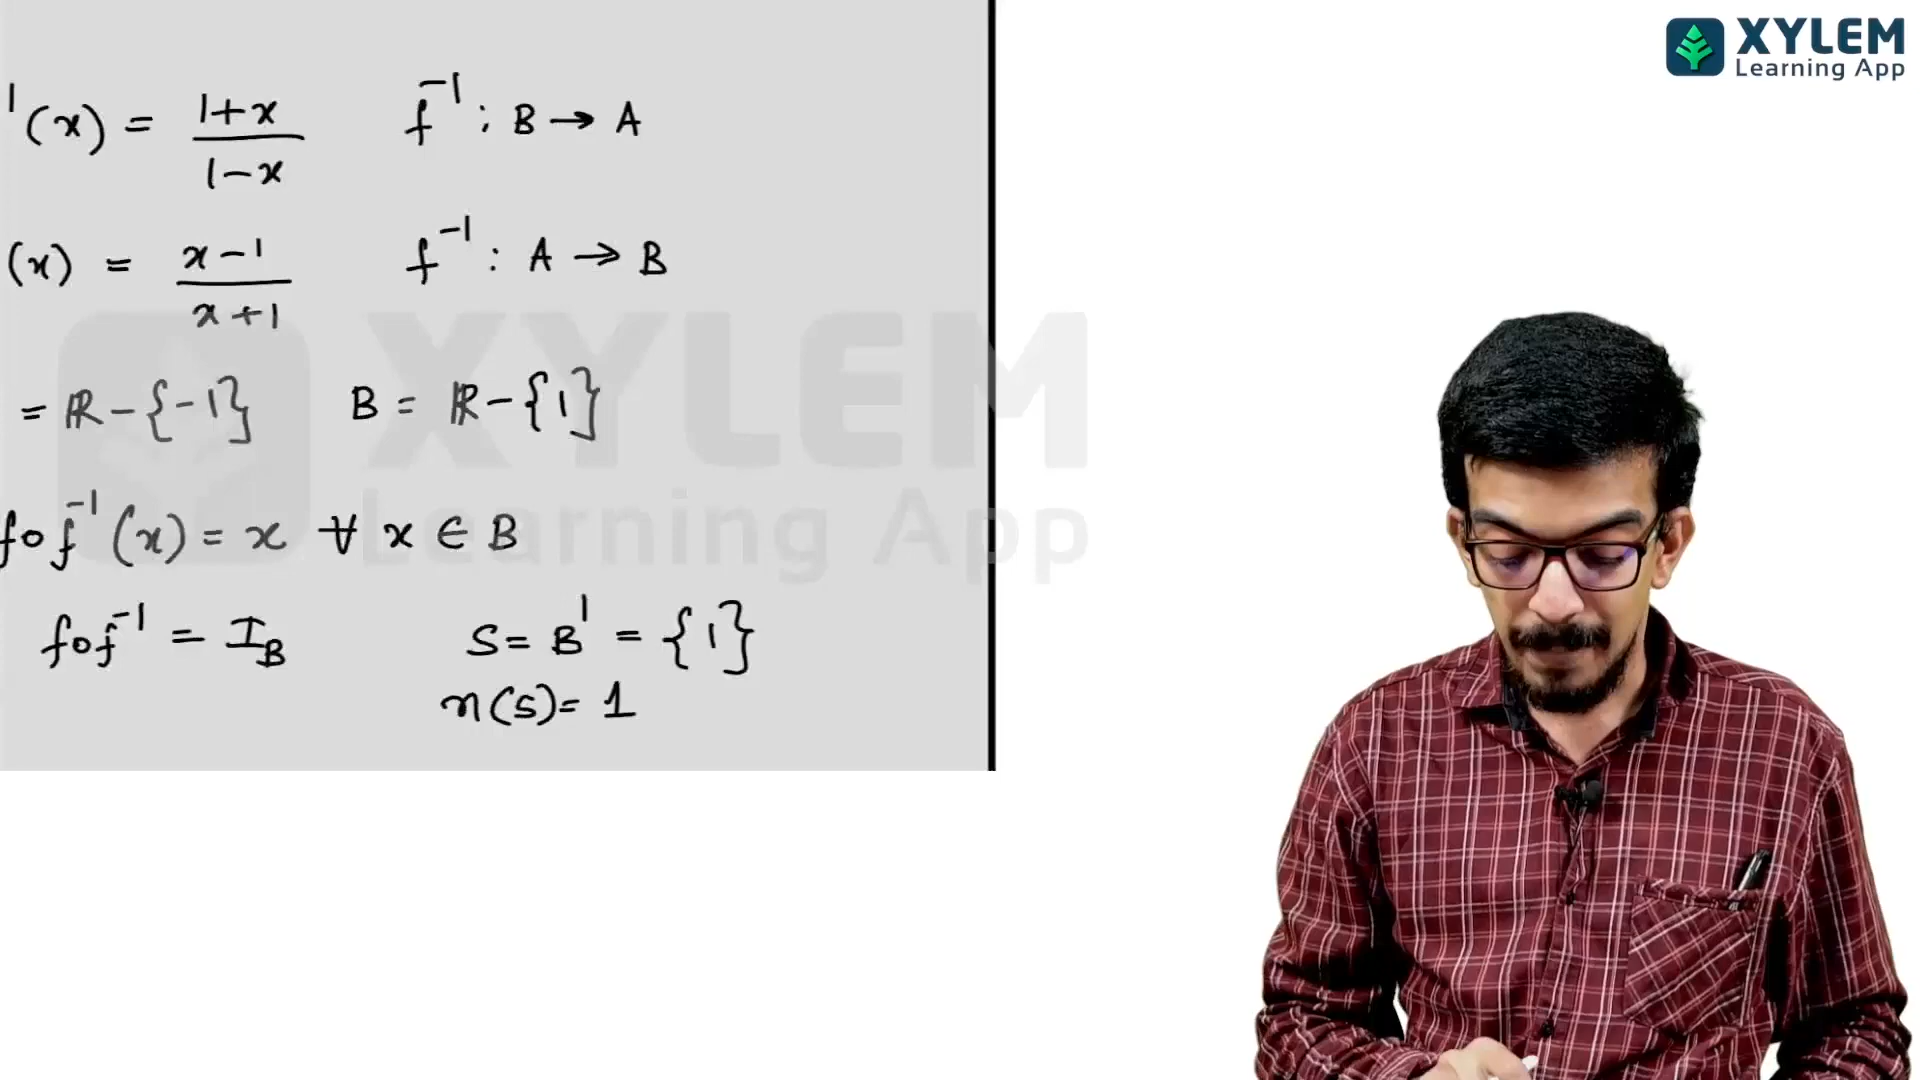 XYLEM
Learning App
¹(x) = (1+x)/(1-x) f⁻¹ : B → A
(x) = (x-1)/(x+1) f⁻¹ : A → B
= ℝ - {-1} B = ℝ - {1}
fof⁻¹(x) = x ∀ x ∈ B
fof⁻¹ = I_B S = B' = {1}
n(S) = 1
XYLEM
Learning App